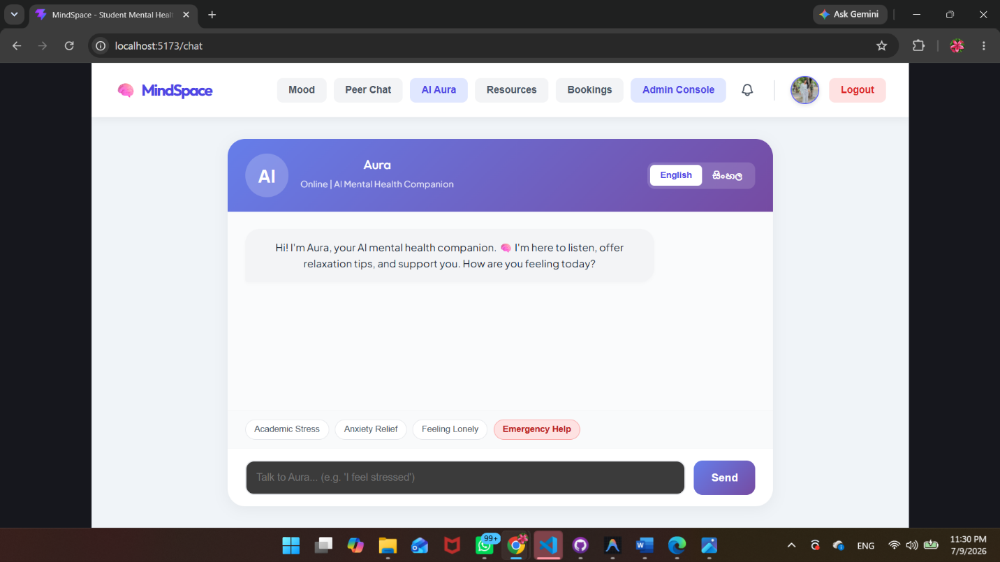 MindSpace - Student Mental Healt
Ask Gemini
localhost:5173/chat
MindSpace
Mood
Peer Chat
AI Aura
Resources
Bookings
Admin Console
Logout
AI
Aura
Online | AI Mental Health Companion
English
සිංහල
Hi! I'm Aura, your AI mental health companion. 🧠 I'm here to listen, offer
relaxation tips, and support you. How are you feeling today?
Academic Stress
Anxiety Relief
Feeling Lonely
Emergency Help
Talk to Aura... (e.g. 'I feel stressed')
Send
99+
ENG
11:30 PM
7/9/2026